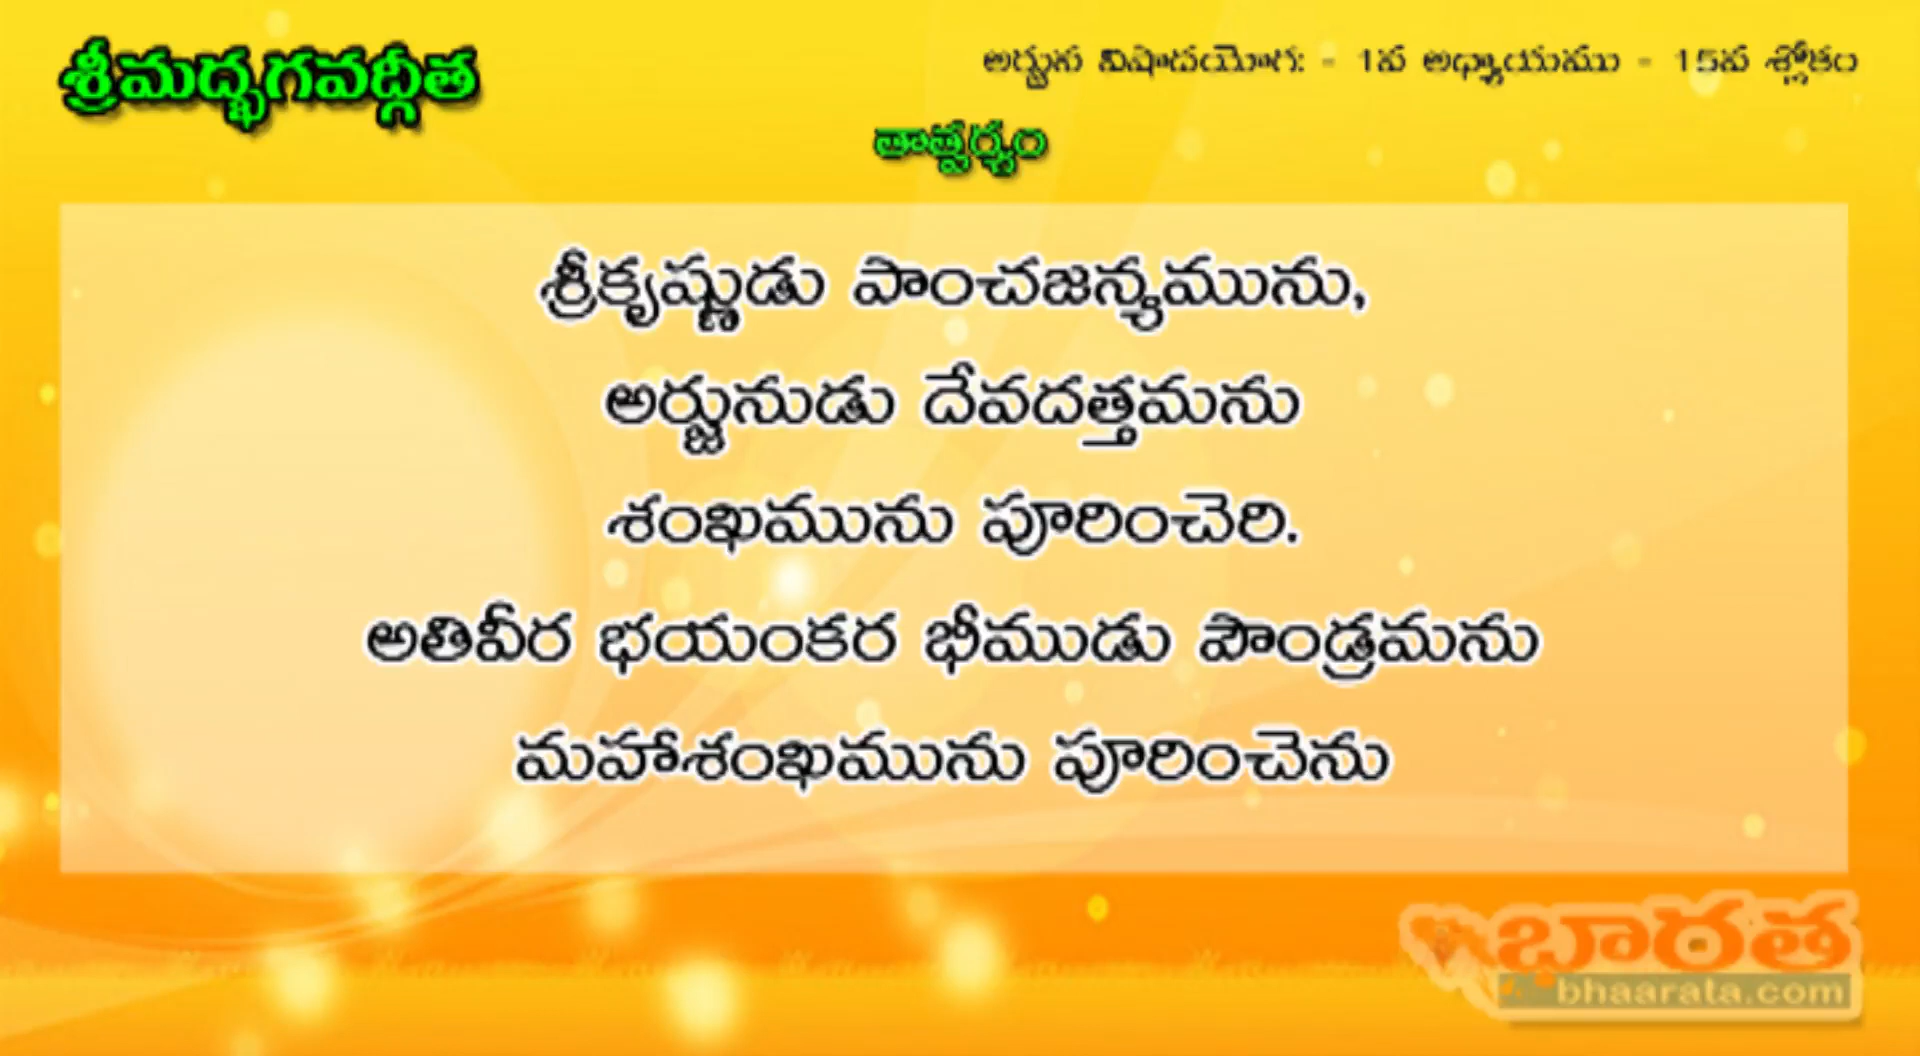 శ్రీమద్భగవద్గీత
అర్జున విషాదయోగః - 1వ అధ్యాయము - 15వ శ్లోకం
తాత్పర్యం
శ్రీకృష్ణుడు పాంచజన్యమును,
అర్జునుడు దేవదత్తమను
శంఖమును పూరించెరి.
అతివీర భయంకర భీముడు పౌండ్రమను
మహాశంఖమును పూరించెను
భారత
bhaarata.com